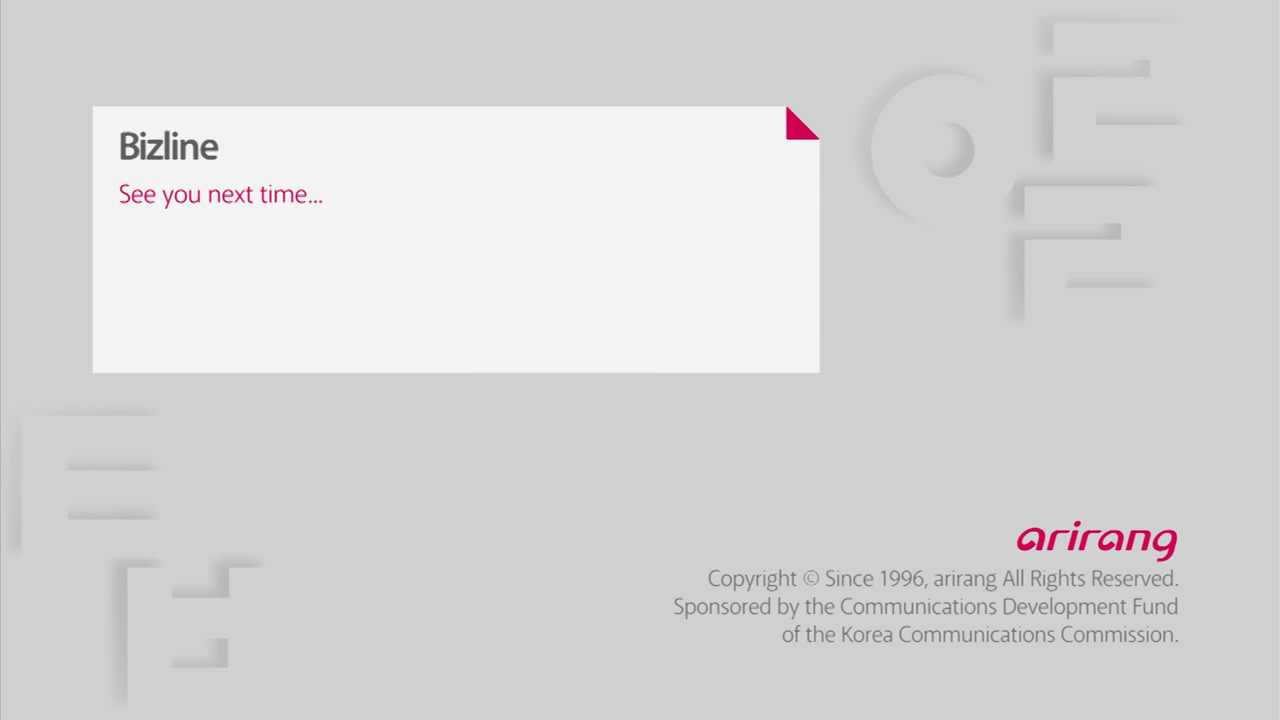 Bizline
See you next time...
arirang
Copyright © Since 1996, arirang All Rights Reserved.
Sponsored by the Communications Development Fund
of the Korea Communications Commission.